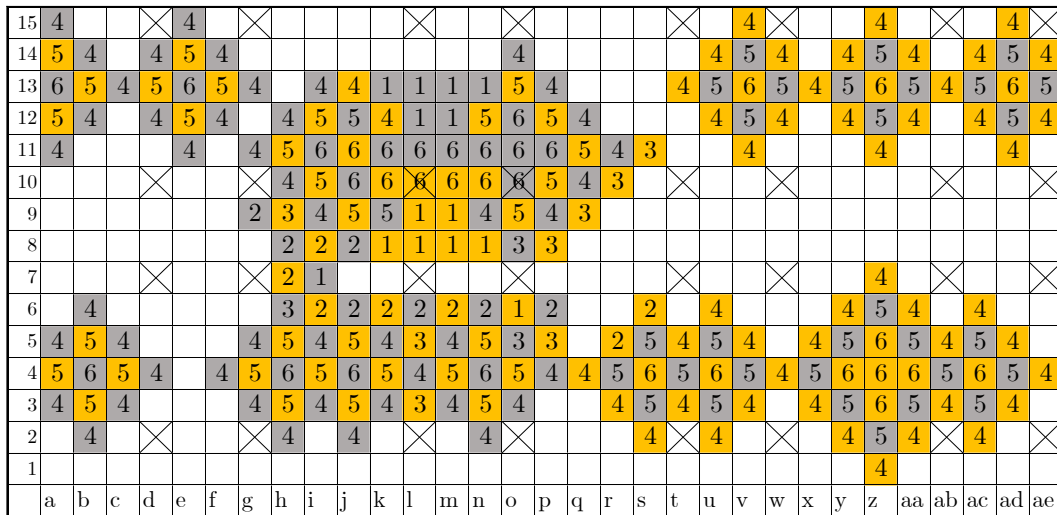 15 4 4 4 4 4
14 5 4 4 5 4 4 4 5 4 4 5 4 4 5 4
13 6 5 4 5 6 5 4 4 4 1 1 1 1 5 4 4 5 6 5 4 5 6 5 4 5 6 5
12 5 4 4 5 4 4 5 5 4 1 1 5 6 5 4 4 5 4 4 5 4 4 5 4
11 4 4 4 5 6 6 6 6 6 6 6 6 5 4 3 4 4 4
10 4 5 6 6 6 6 6 6 5 4 3
9 2 3 4 5 5 1 1 4 5 4 3
8 2 2 2 1 1 1 1 3 3
7 2 1 4
6 4 3 2 2 2 2 2 2 1 2 2 4 4 5 4 4
5 4 5 4 4 5 4 5 4 3 4 5 3 3 2 5 4 5 4 4 5 6 5 4 5 4
4 5 6 5 4 4 5 6 5 6 5 4 5 6 5 4 4 5 6 5 6 5 4 5 6 6 6 5 6 5 4
3 4 5 4 4 5 4 5 4 3 4 5 4 4 5 4 5 4 4 5 6 5 4 5 4
2 4 4 4 4 4 4 4 5 4 4
1 4
a b c d e f g h i j k l m n o p q r s t u v w x y z aa ab ac ad ae